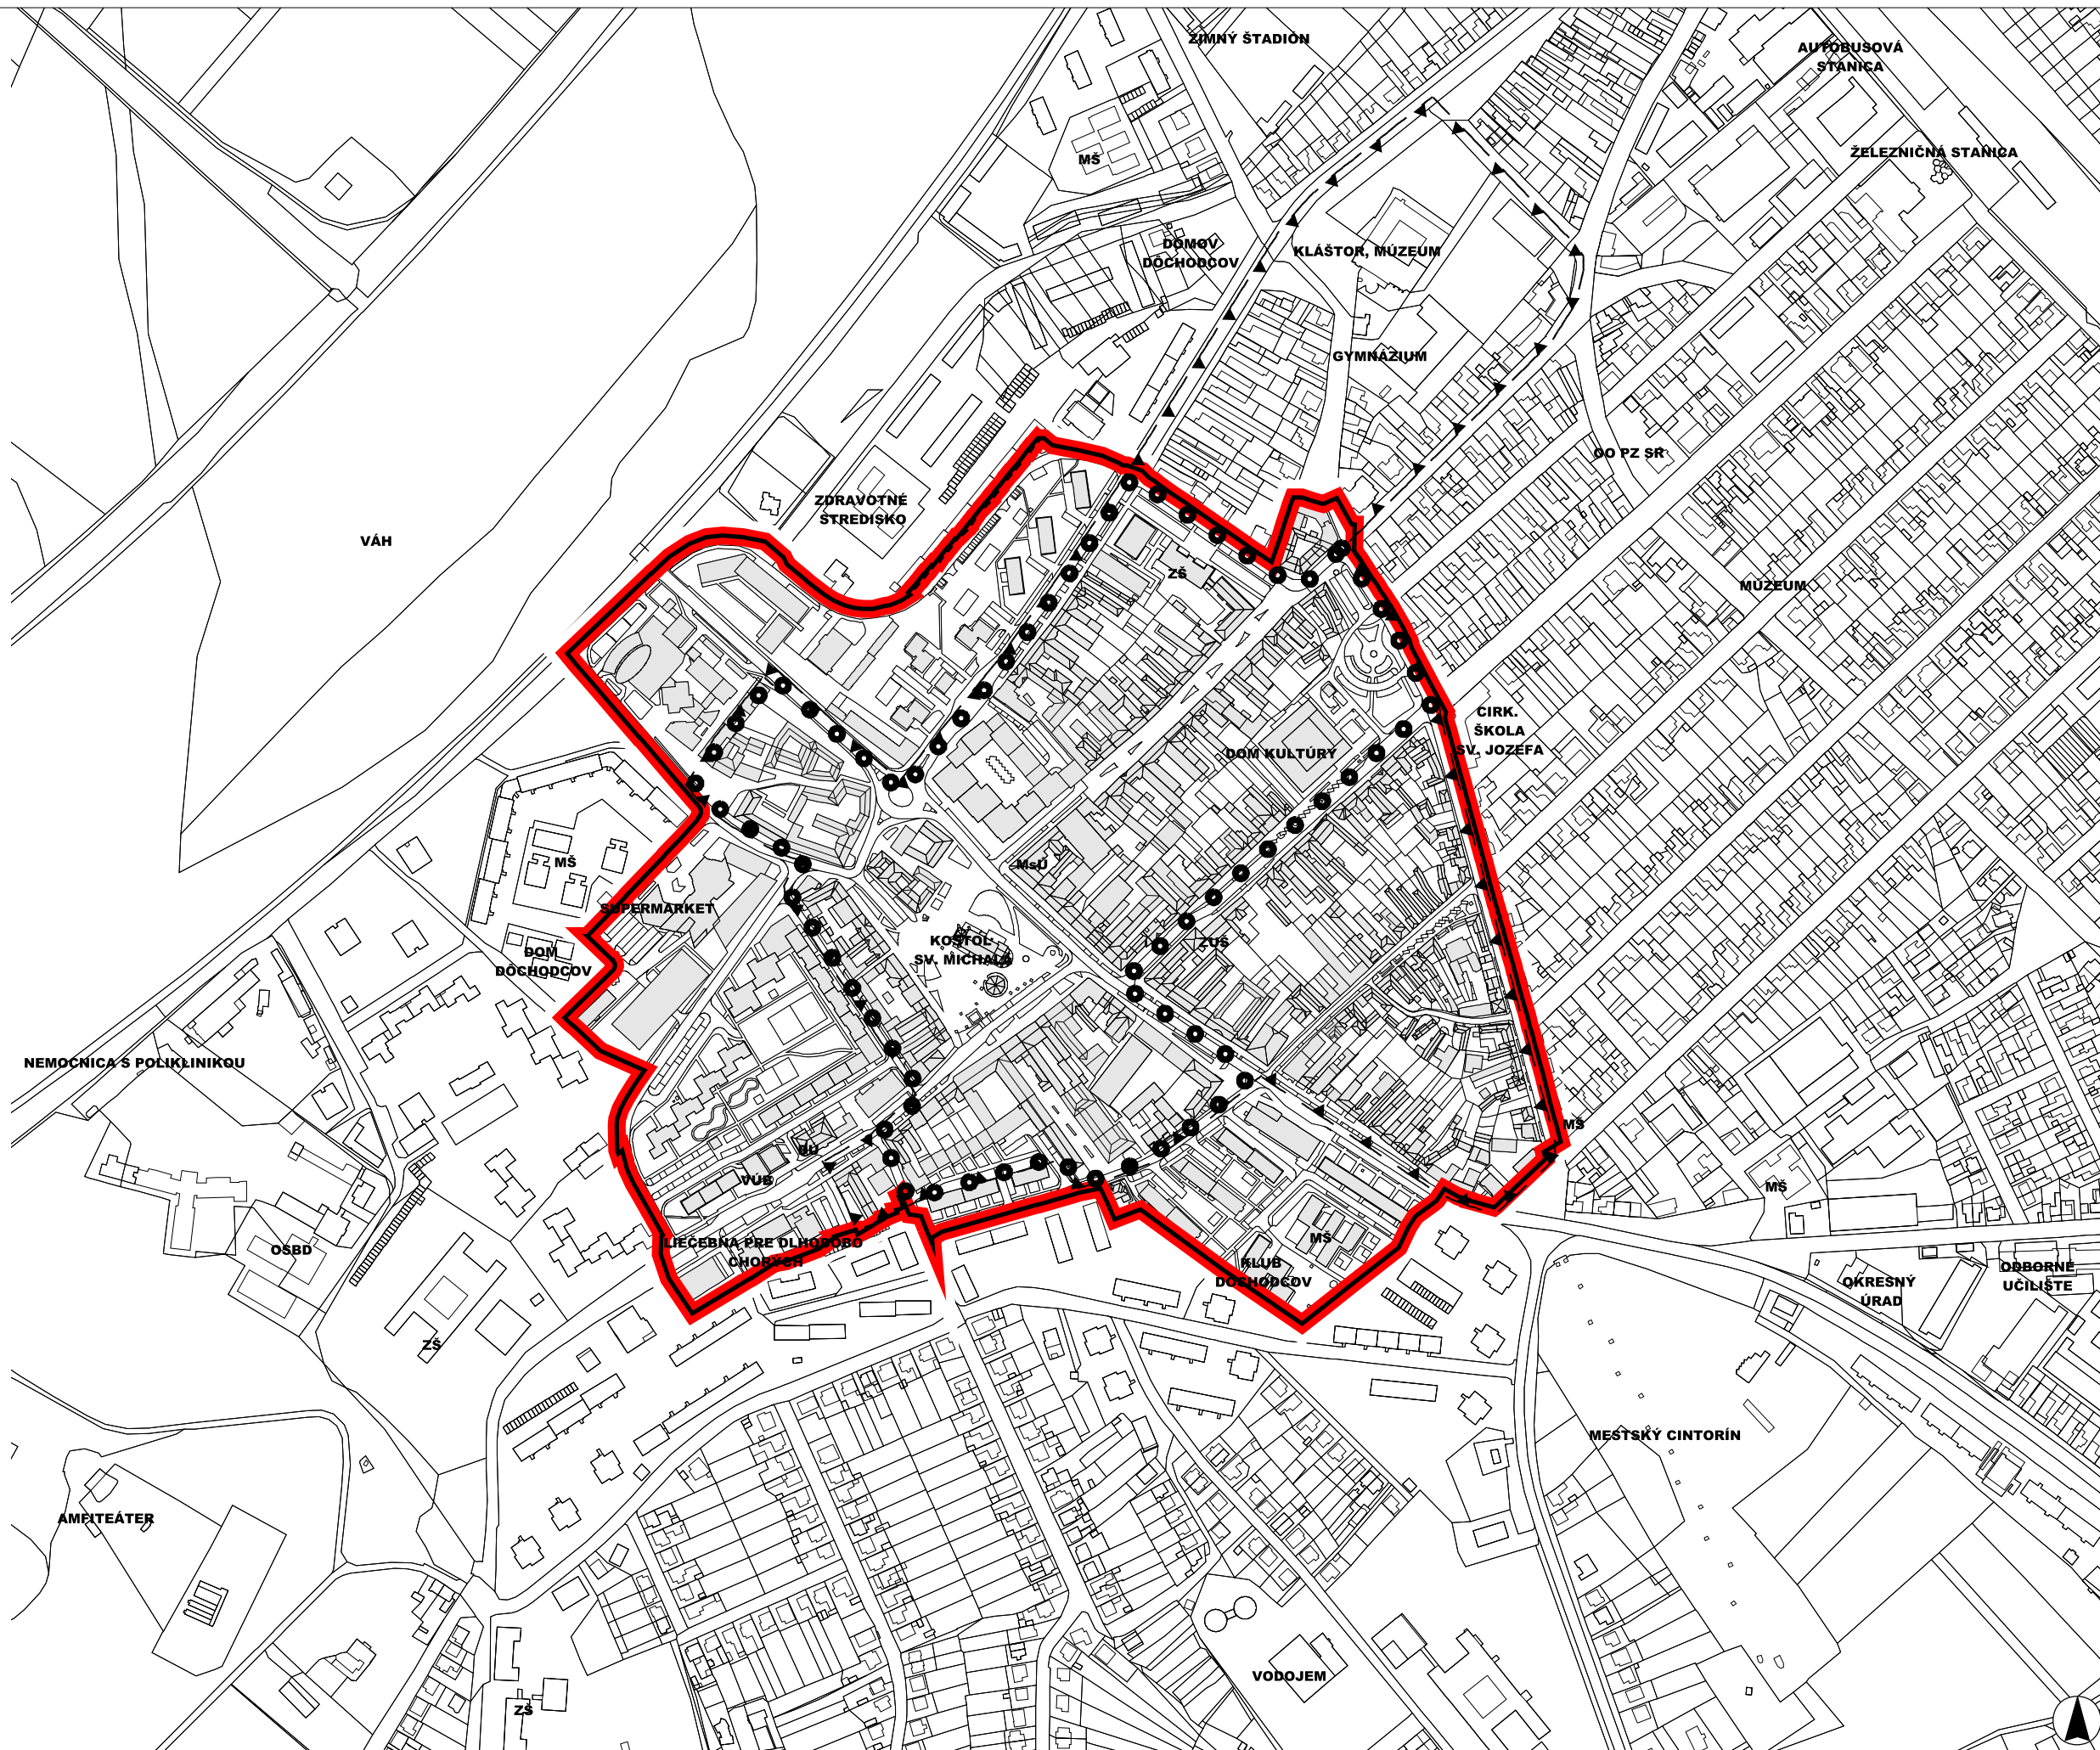 ZIMNÝ ŠTADION
AUTOBUSOVÁ
STANICA
MŠ
ŽELEZNIČNÁ STANICA
DOMOV
DÔCHODCOV
KLÁŠTOR, MÚZEUM
GYMNÁZIUM
OO PZ SR
ZDRAVOTNÉ
STREDISKO
VÁH
ZŠ
MÚZEUM
CIRK.
ŠKOLA
SV. JOZEFA
DOM KULTÚRY
MŠ
MsÚ
SUPERMARKET
KOSTOL
SV. MICHALA
ZUŠ
DOM
DÔCHODCOV
NEMOCNICA S POLIKLINIKOU
MŠ
VÚB
MŠ
OSBD
LIEČEBŇA PRE DLHODOBO
CHORÝCH
MŠ
KLUB
DÔCHODCOV
OKRESNÝ
ÚRAD
ODBORNÉ
UČILIŠTE
ZŠ
MESTSKÝ CINTORÍN
AMFITEÁTER
VODOJEM
ZŠ